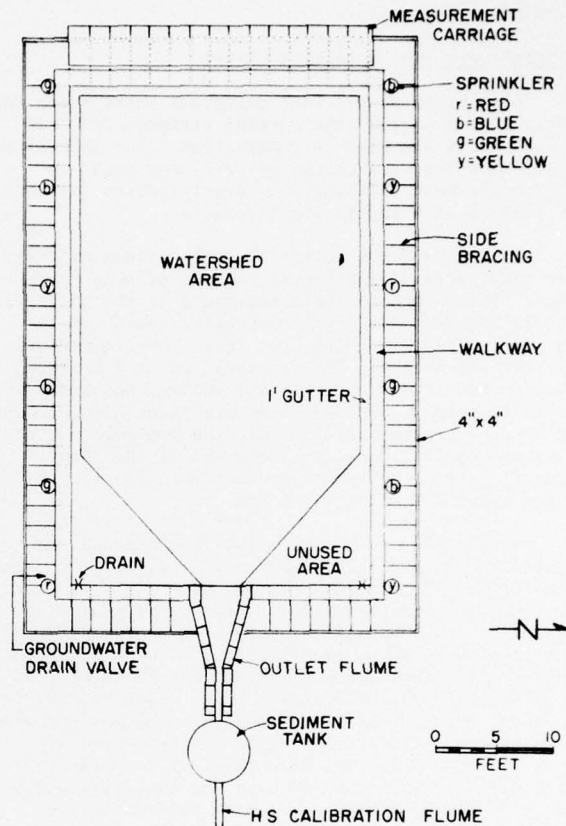 MEASUREMENT
CARRIAGE
g
b
SPRINKLER
r = RED
b = BLUE
g = GREEN
y = YELLOW
b
y
SIDE
BRACING
WATERSHED
AREA
y
r
WALKWAY
b
g
1' GUTTER
4" x 4"
g
b
DRAIN
UNUSED
AREA
r
y
GROUNDWATER
DRAIN VALVE
N
OUTLET FLUME
SEDIMENT
TANK
0 5 10
FEET
HS CALIBRATION FLUME